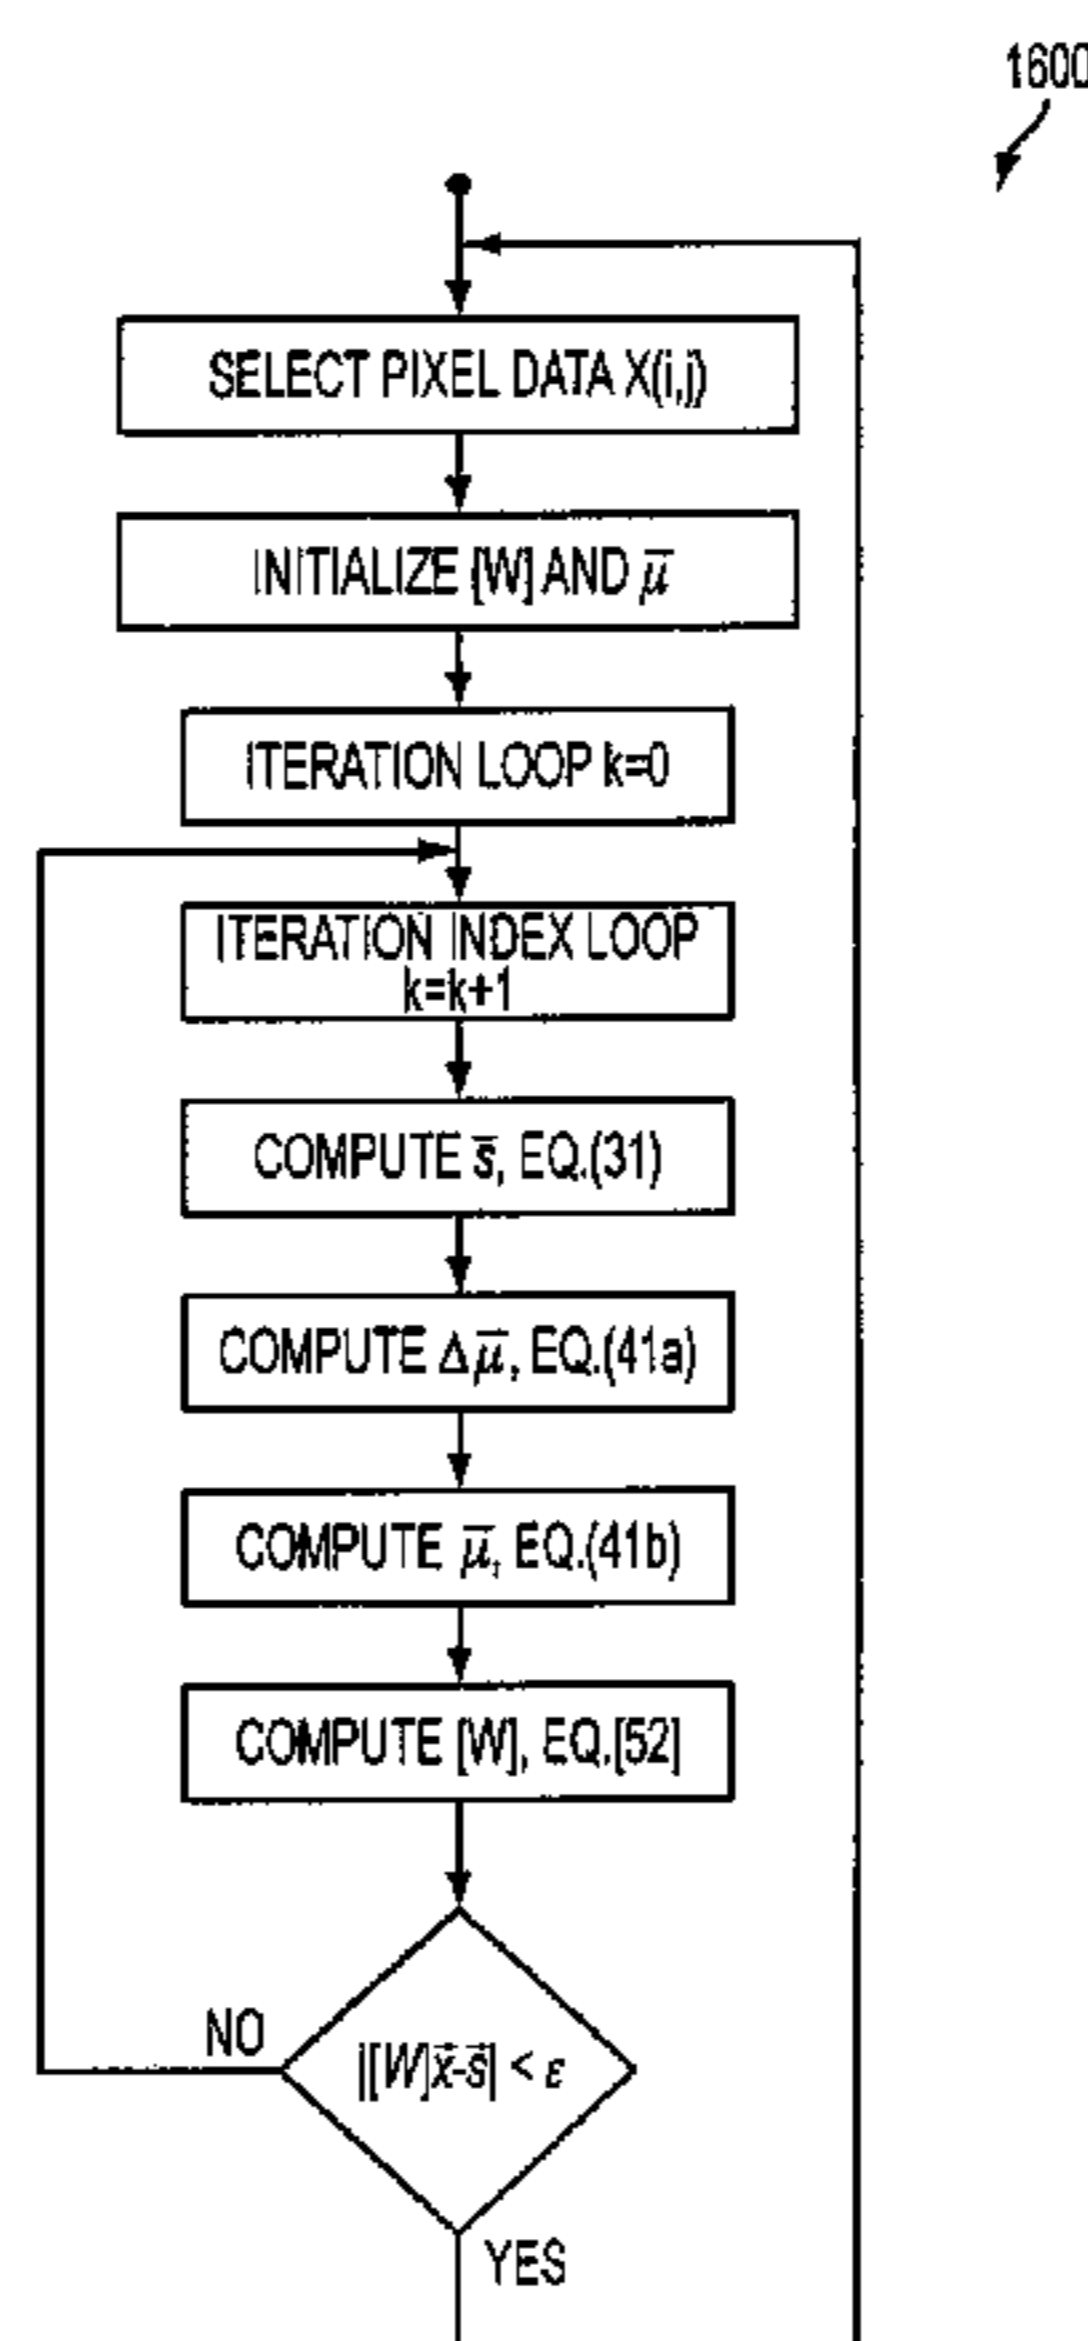 1600
SELECT PIXEL DATA X(i,j)
INITIALIZE [W] AND μ̅
ITERATION LOOP k=0
ITERATION INDEX LOOP
k=k+1
COMPUTE s̅, EQ.(31)
COMPUTE Δμ̅, EQ.(41a)
COMPUTE μ̅, EQ.(41b)
COMPUTE [W], EQ.[52]
NO
|[W]x⃗-s⃗| < ε
YES